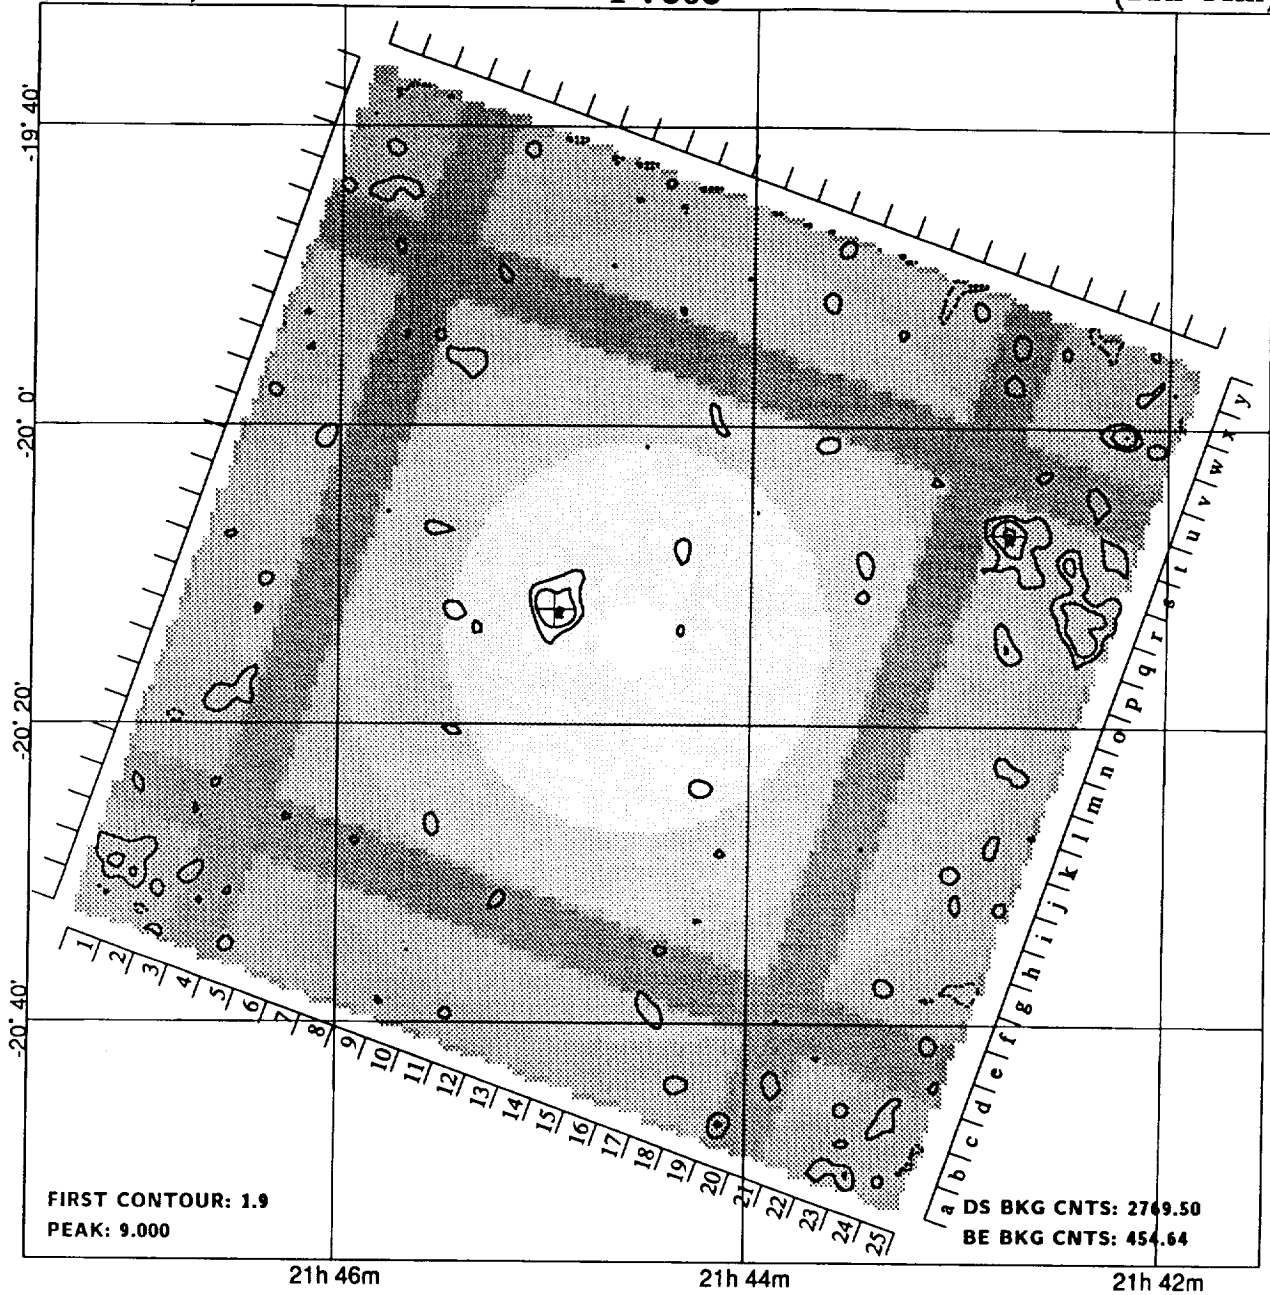 -19° 40'
-20° 0'
-20° 20'
-20° 40'
y
x
w
v
u
t
s
r
q
p
o
n
m
l
k
j
i
h
g
f
e
d
c
b
a
1
2
3
4
5
6
7
8
9
10
11
12
13
14
15
16
17
18
19
20
21
22
23
24
25
FIRST CONTOUR: 1.9
PEAK: 9.000
DS BKG CNTS: 2769.50
BE BKG CNTS: 454.64
21h 46m
21h 44m
21h 42m